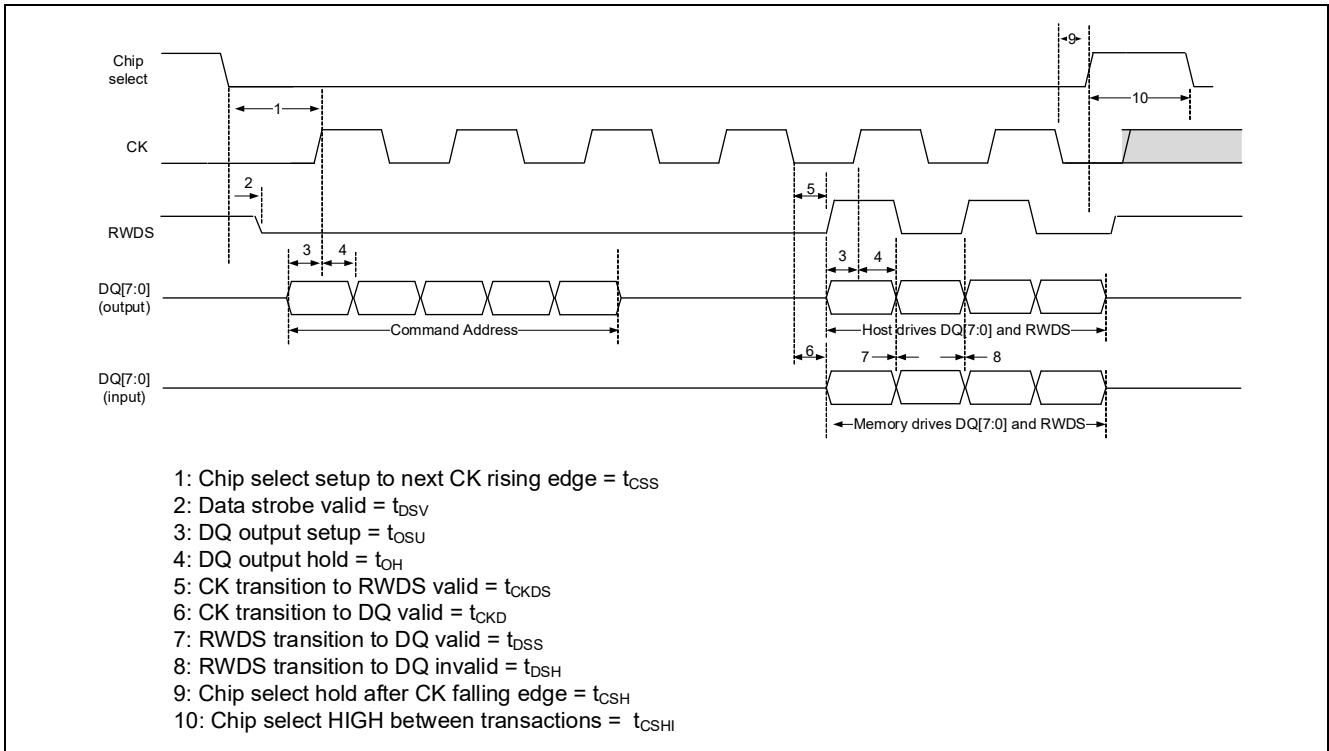 9
Chip
select
1
10
CK
2
5
RWDS
3 4
3 4
DQ[7:0]
(output)
Command Address
Host drives DQ[7:0] and RWDS
6 7 8
DQ[7:0]
(input)
Memory drives DQ[7:0] and RWDS
1: Chip select setup to next CK rising edge = tCSS
2: Data strobe valid = tDSV
3: DQ output setup = tOSU
4: DQ output hold = tOH
5: CK transition to RWDS valid = tCKDS
6: CK transition to DQ valid = tCKD
7: RWDS transition to DQ valid = tDSS
8: RWDS transition to DQ invalid = tDSH
9: Chip select hold after CK falling edge = tCSH
10: Chip select HIGH between transactions = tCSHI